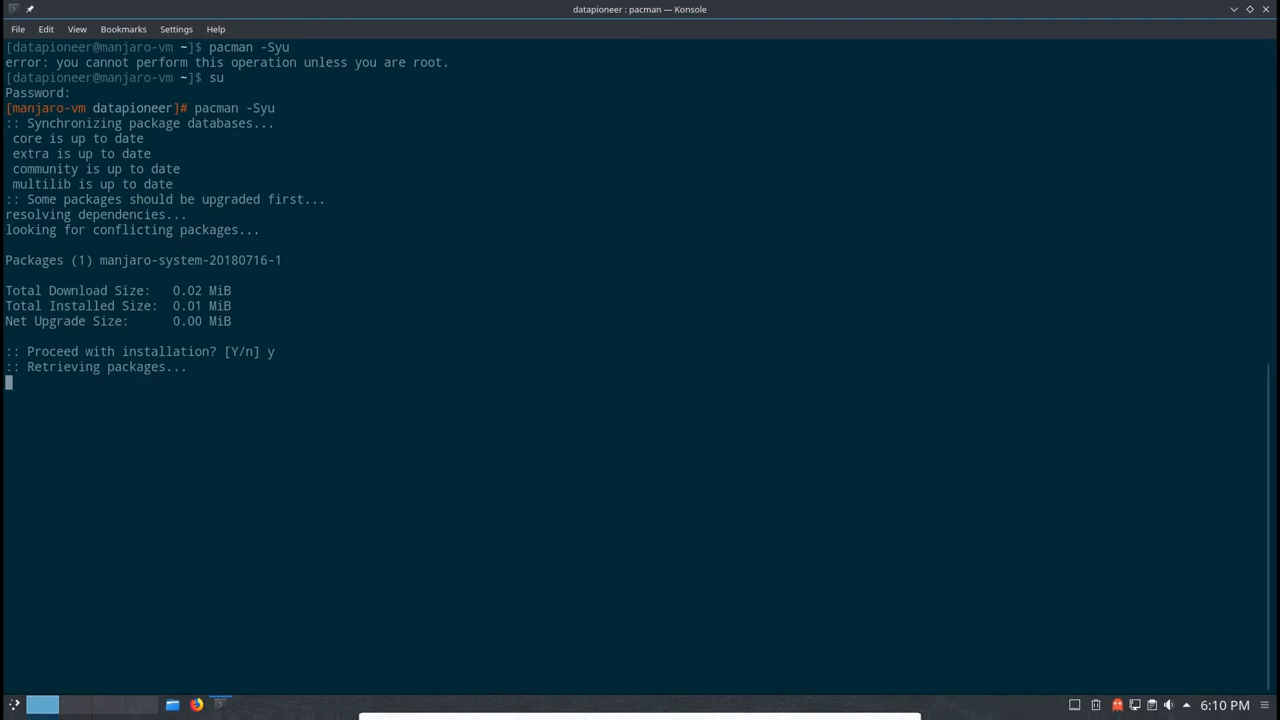 datapioneer : pacman — Konsole
File Edit View Bookmarks Settings Help
[datapioneer@manjaro-vm ~]$ pacman -Syu
error: you cannot perform this operation unless you are root.
[datapioneer@manjaro-vm ~]$ su
Password:
[manjaro-vm datapioneer]# pacman -Syu
:: Synchronizing package databases...
 core is up to date
 extra is up to date
 community is up to date
 multilib is up to date
:: Some packages should be upgraded first...
resolving dependencies...
looking for conflicting packages...
Packages (1) manjaro-system-20180716-1
Total Download Size:   0.02 MiB
Total Installed Size:  0.01 MiB
Net Upgrade Size:      0.00 MiB
:: Proceed with installation? [Y/n] y
:: Retrieving packages...
6:10 PM